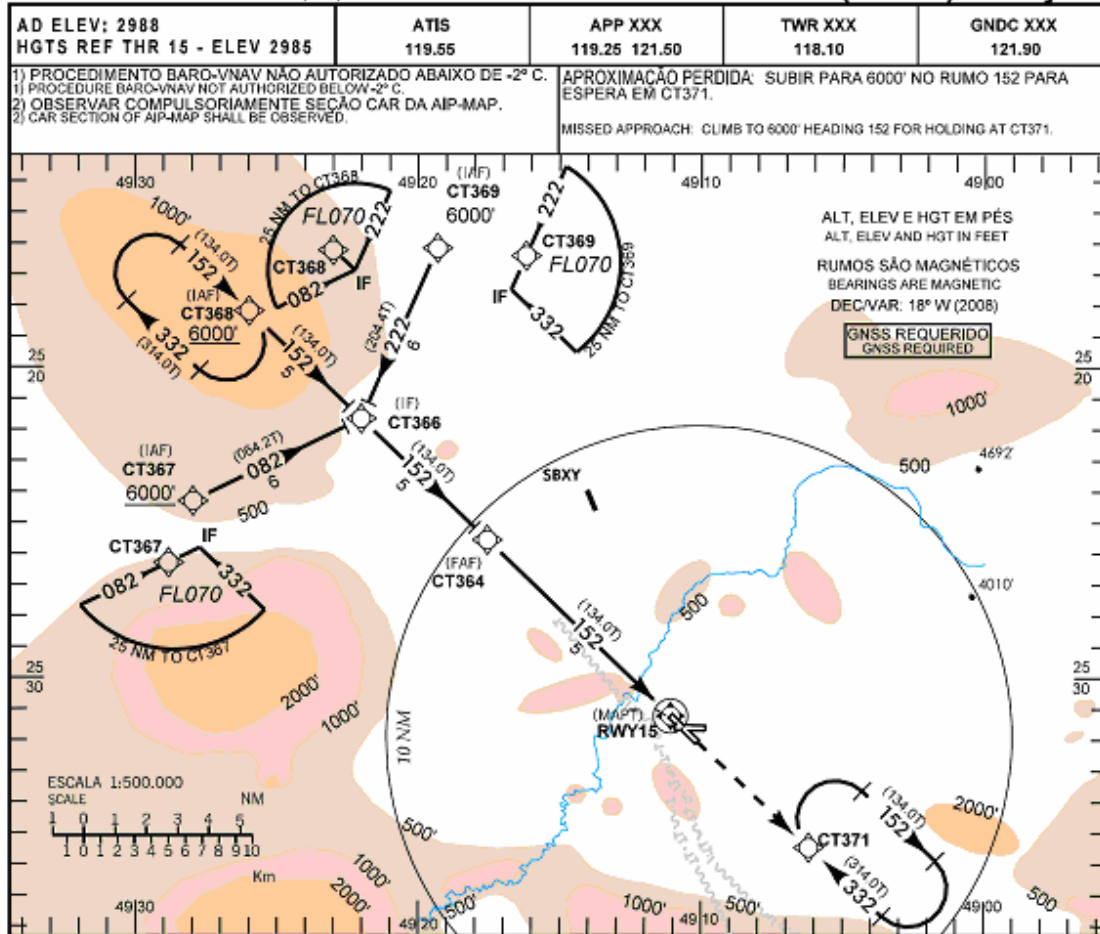 AD ELEV: 2988
HGTS REF THR 15 - ELEV 2985
ATIS
119.55
APP XXX
119.25 121.50
TWR XXX
118.10
GNDC XXX
121.90
1) PROCEDIMENTO BARO-VNAV NÃO AUTORIZADO ABAIXO DE -2º C.
1) PROCEDURE BARO-VNAV NOT AUTHORIZED BELOW -2º C.
2) OBSERVAR COMPULSORIAMENTE SEÇÃO CAR DA AIP-MAP.
2) CAR SECTION OF AIP-MAP SHALL BE OBSERVED.
APROXIMAÇÃO PERDIDA: SUBIR PARA 6000' NO RUMO 152 PARA
ESPERA EM CT371.
MISSED APPROACH: CLIMB TO 6000' HEADING 152 FOR HOLDING AT CT371.
49 30
49 20
49 10
49 00
1000'
(134.0T)
152
(IAF)
CT368
6000'
332
(314.0T)
25 NM TO CT368
FL070
222
CT368
082
IF
(IAF)
CT369
6000'
222
CT369
FL070
IF
332
25 NM TO CT369
ALT, ELEV E HGT EM PÉS
ALT, ELEV AND HGT IN FEET
RUMOS SÃO MAGNÉTICOS
BEARINGS ARE MAGNETIC
DEC/VAR: 18º W (2008)
GNSS REQUERIDO
GNSS REQUIRED
(134.0T)
152
5
(204.4T)
222
6
25
20
25
20
1000'
(IF)
CT366
(IAF)
CT367
6000'
(064.2T)
082
6
500
(134.0T)
152
5
SBXY
500
4692'
CT367
IF
082
FL070
332
25 NM TO CT367
(FAF)
CT364
4010'
500
(134.0T)
152
5
25
30
25
30
2000'
1000'
(MAPT)
RWY15
10 NM
ESCALA 1:500.000
SCALE
NM
1 0 1 2 3 4 5
1 0 1 2 3 4 5 6 7 8 9 10
Km
500'
1000'
2000'
CT371
(134.0T)
152
(314.0T)
332
2000'
500'
1000'
500'
500
49 30
49 20
49 10
49 00